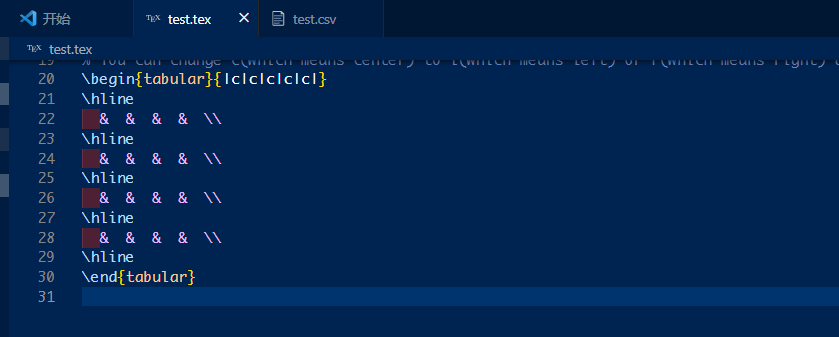 开始
TEX test.tex ×
test.csv
TEX test.tex
19 % You can change c(which means center) to l(which means left) or r(which means right)
20 \begin{tabular}{|c|c|c|c|c|}
21 \hline
22 & & & & \\
23 \hline
24 & & & & \\
25 \hline
26 & & & & \\
27 \hline
28 & & & & \\
29 \hline
30 \end{tabular}
31